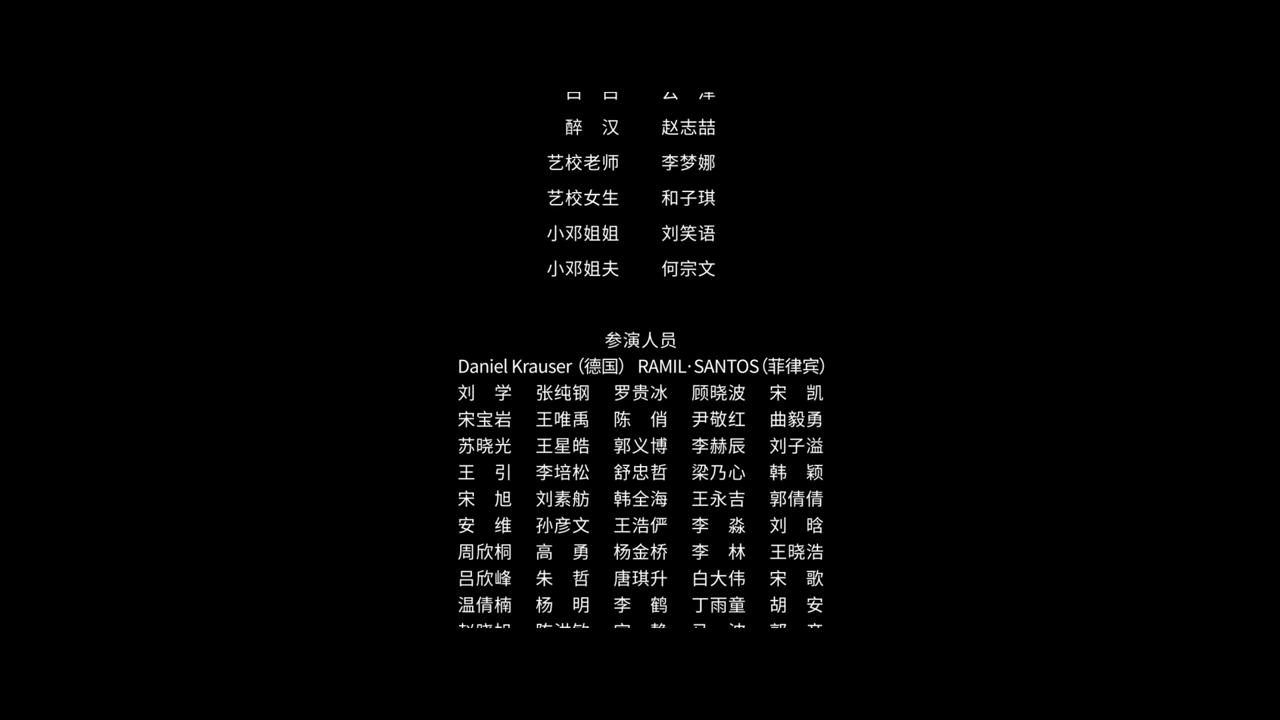 醉 汉 赵志喆
艺校老师 李梦娜
艺校女生 和子琪
小邓姐姐 刘笑语
小邓姐夫 何宗文
参演人员
Daniel Krauser（德国） RAMIL·SANTOS（菲律宾）
刘 学 张纯钢 罗贵冰 顾晓波 宋 凯
宋宝岩 王唯禹 陈 俏 尹敬红 曲毅勇
苏晓光 王星皓 郭义博 李赫辰 刘子溢
王 引 李培松 舒忠哲 梁乃心 韩 颖
宋 旭 刘素舫 韩全海 王永吉 郭倩倩
安 维 孙彦文 王浩俨 李 淼 刘 晗
周欣桐 高 勇 杨金桥 李 林 王晓浩
吕欣峰 朱 哲 唐琪升 白大伟 宋 歌
温倩楠 杨 明 李 鹤 丁雨童 胡 安